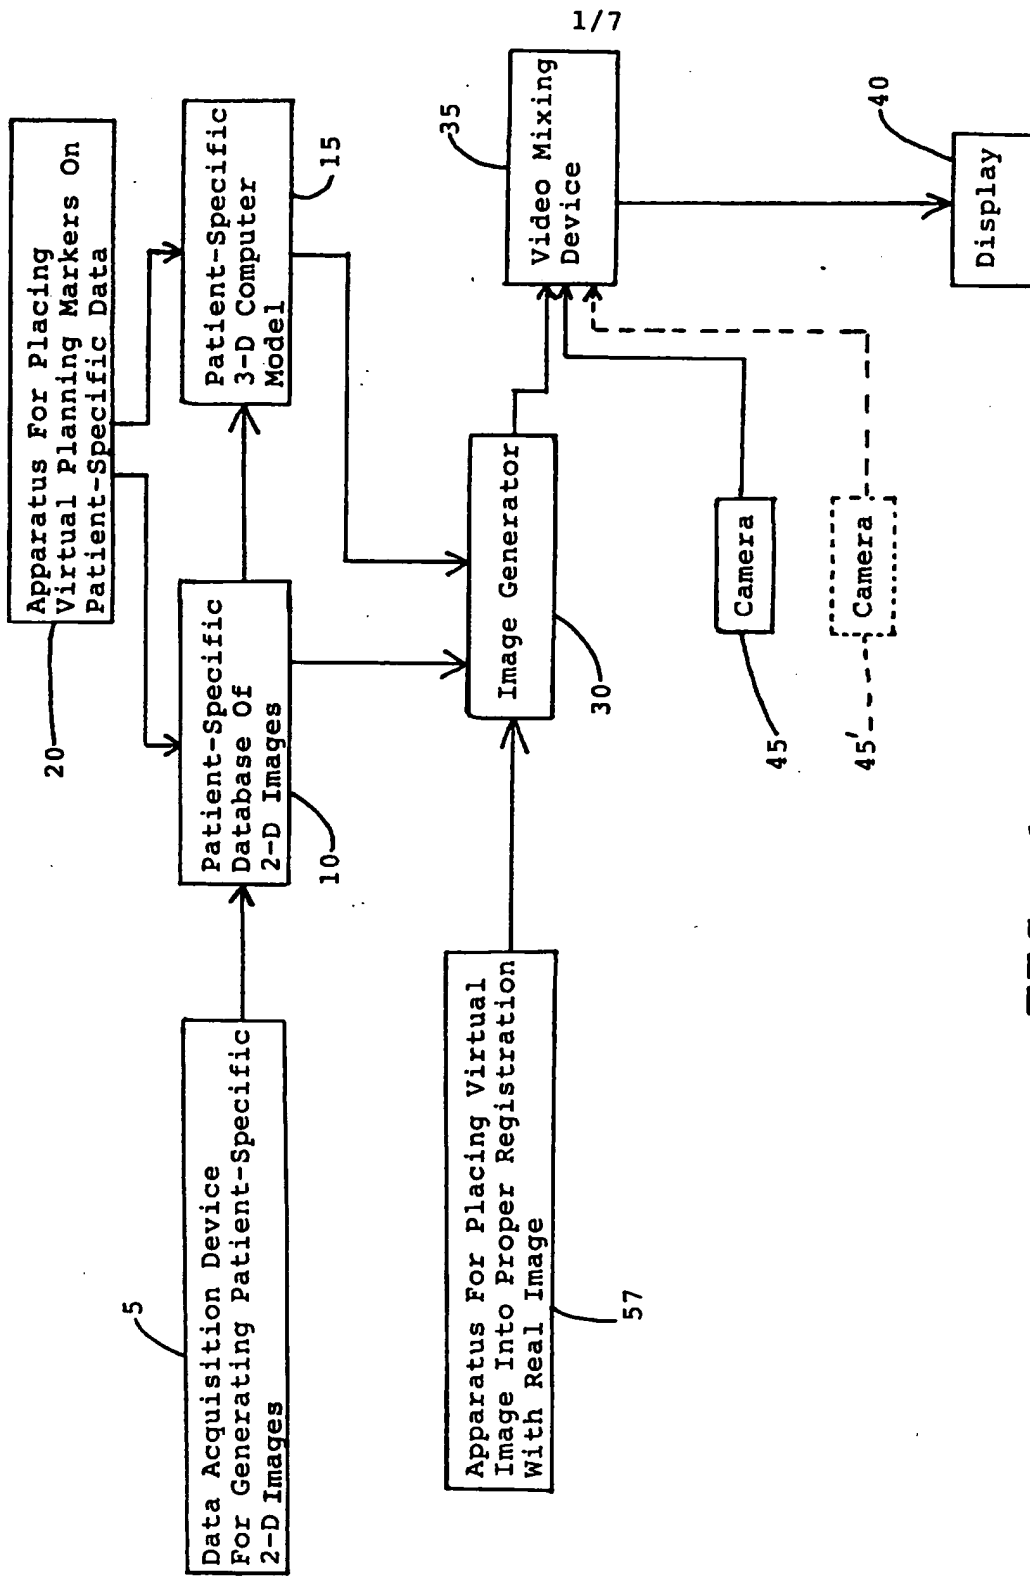 1/7
Apparatus For Placing
Virtual Planning Markers On
Patient-Specific Data
20
Data Acquisition Device
For Generating Patient-Specific
2-D Images
5
Patient-Specific
Database Of
2-D Images
10
Patient-Specific
3-D Computer
Model
15
Apparatus For Placing Virtual
Image Into Proper Registration
With Real Image
57
Image Generator
30
Video Mixing
Device
35
Camera
45
Camera
45'
Display
40